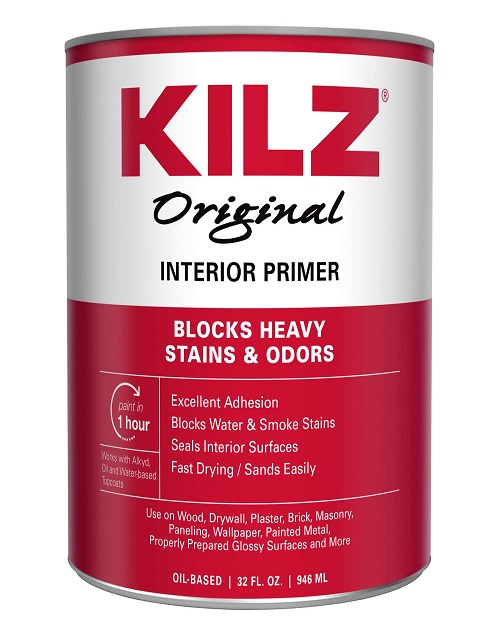 KILZ®
Original
INTERIOR PRIMER
BLOCKS HEAVY
STAINS & ODORS
paint in
1 hour
Works with Alkyd,
Oil and Water-based
Topcoats
Excellent Adhesion
Blocks Water & Smoke Stains
Seals Interior Surfaces
Fast Drying / Sands Easily
Use on Wood, Drywall, Plaster, Brick, Masonry,
Paneling, Wallpaper, Painted Metal,
Properly Prepared Glossy Surfaces and More
OIL-BASED | 32 FL. OZ. | 946 ML